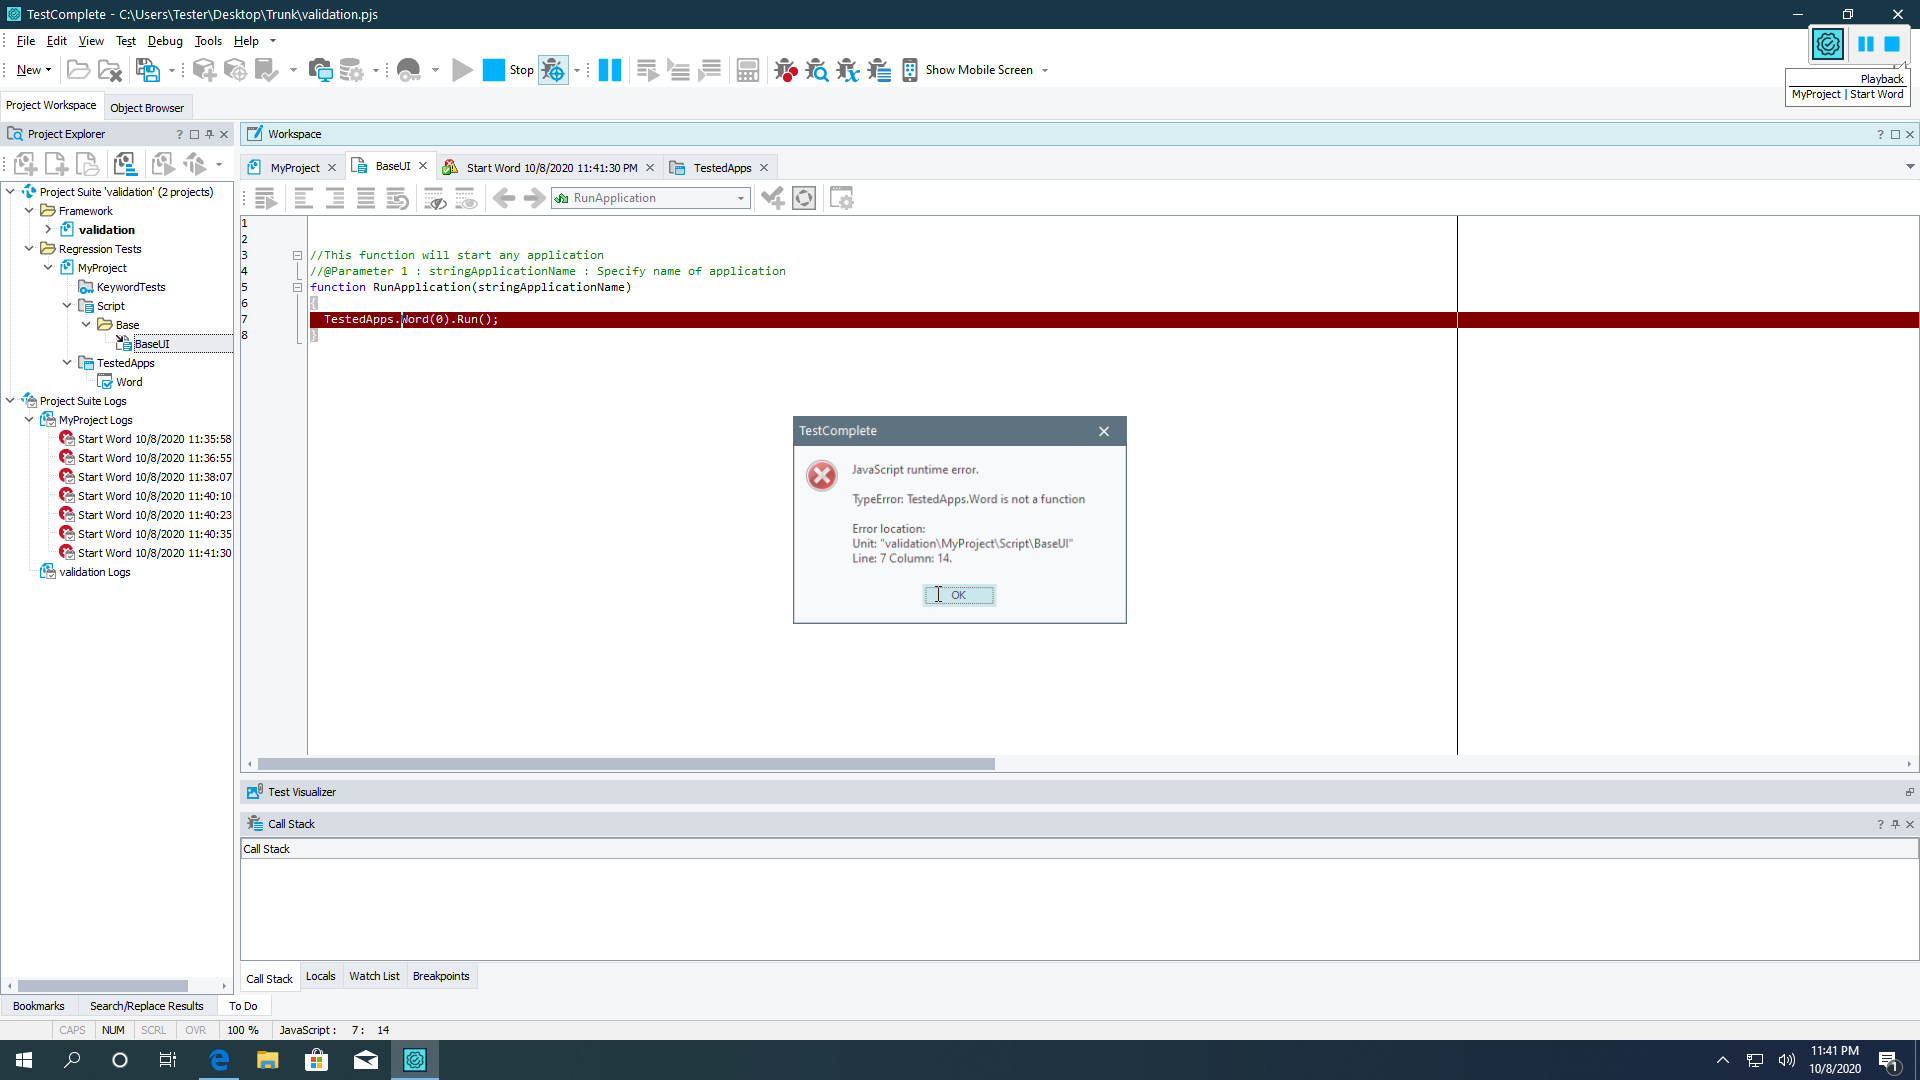 TestComplete - C:\Users\Tester\Desktop\Trunk\validation.pjs
File Edit View Test Debug Tools Help
New Stop Show Mobile Screen
Playback
MyProject | Start Word
Project Workspace Object Browser
Project Explorer ?
Workspace ?
MyProject BaseUI Start Word 10/8/2020 11:41:30 PM TestedApps
RunApplication
Project Suite 'validation' (2 projects)
Framework
validation
Regression Tests
MyProject
KeywordTests
Script
Base
BaseUI
TestedApps
Word
Project Suite Logs
MyProject Logs
Start Word 10/8/2020 11:35:58
Start Word 10/8/2020 11:36:55
Start Word 10/8/2020 11:38:07
Start Word 10/8/2020 11:40:10
Start Word 10/8/2020 11:40:23
Start Word 10/8/2020 11:40:35
Start Word 10/8/2020 11:41:30
validation Logs
1
2
3 //This function will start any application
4 //@Parameter 1 : stringApplicationName : Specify name of application
5 function RunApplication(stringApplicationName)
6 {
7 TestedApps.Word(0).Run();
8 }
TestComplete
JavaScript runtime error.
TypeError: TestedApps.Word is not a function
Error location:
Unit: "validation\MyProject\Script\BaseUI"
Line: 7 Column: 14.
OK
Test Visualizer
Call Stack ?
Call Stack
Call Stack Locals Watch List Breakpoints
Bookmarks Search/Replace Results To Do
CAPS NUM SCRL OVR 100 % JavaScript : 7 : 14
11:41 PM
10/8/2020
1